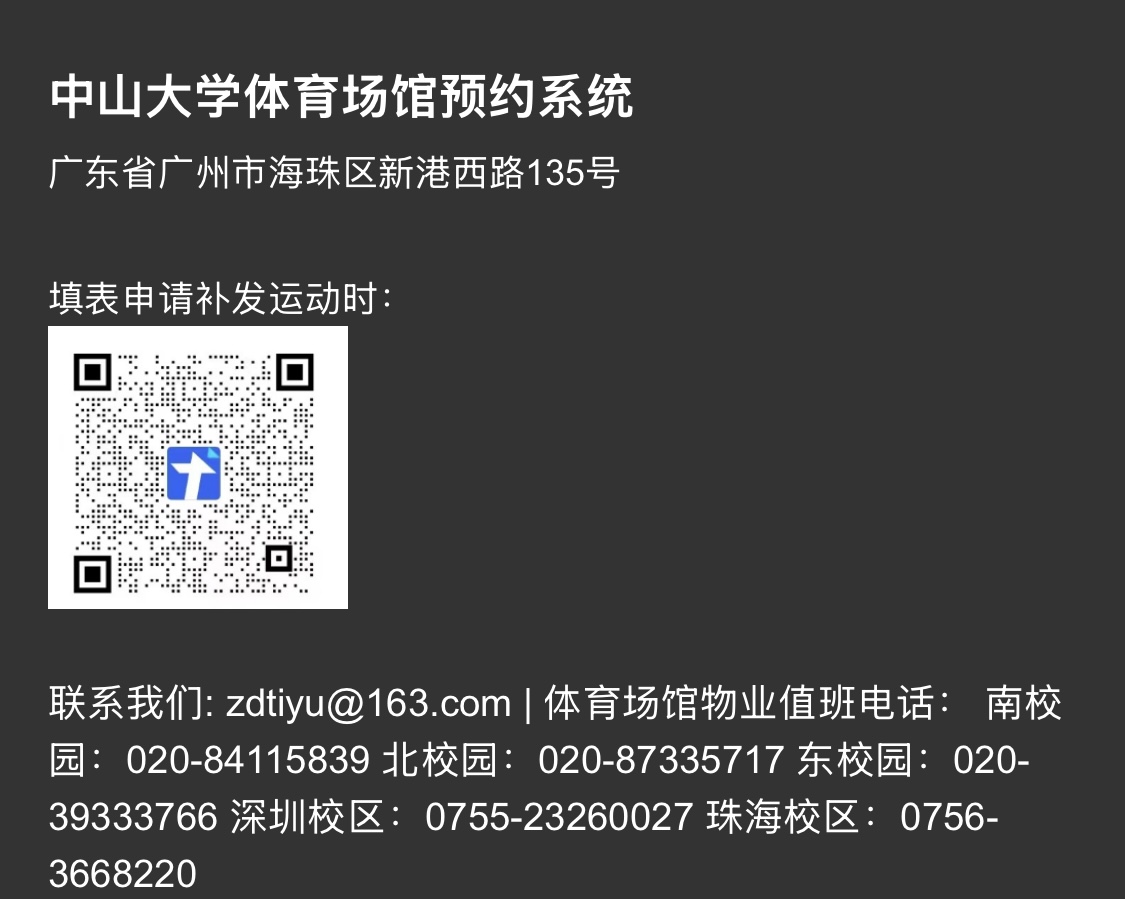 中山大学体育场馆预约系统
广东省广州市海珠区新港西路135号
填表申请补发运动时：
联系我们: zdtiyu@163.com | 体育场馆物业值班电话： 南校
园：020-84115839 北校园：020-87335717 东校园：020-
39333766 深圳校区：0755-23260027 珠海校区：0756-
3668220